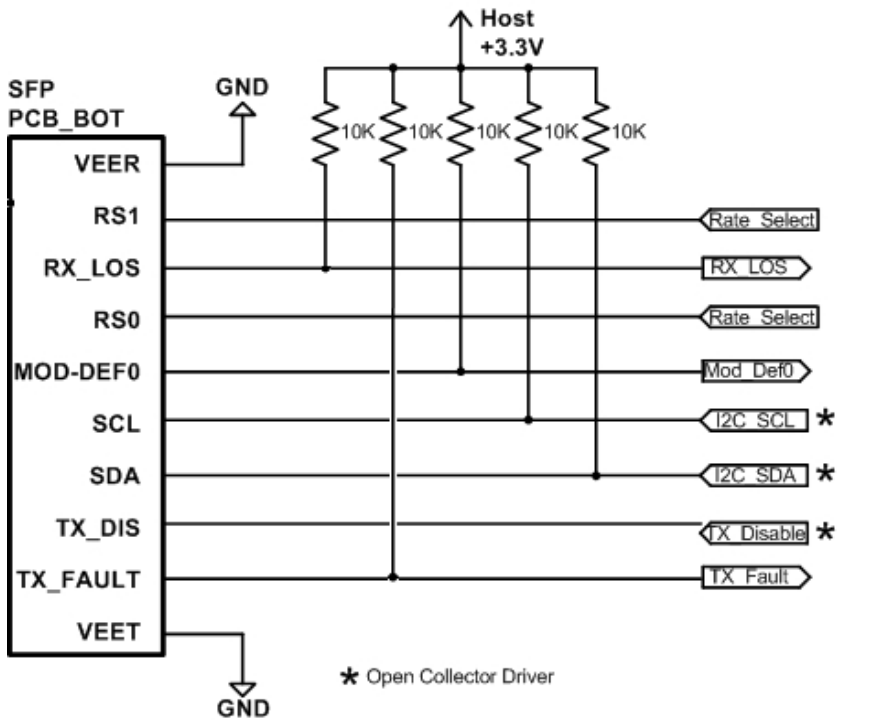 Host
+3.3V
SFP
PCB_BOT
GND
10K 10K 10K 10K 10K
VEER
RS1 Rate_Select
RX_LOS RX_LOS
RS0 Rate_Select
MOD-DEF0 Mod_Def0
SCL I2C_SCL *
SDA I2C_SDA *
TX_DIS TX_Disable *
TX_FAULT TX_Fault
VEET
* Open Collector Driver
GND